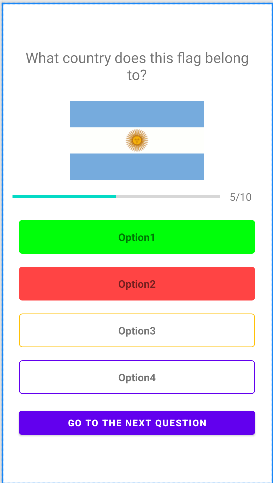 What country does this flag belong
to?
5/10
Option1
Option2
Option3
Option4
GO TO THE NEXT QUESTION